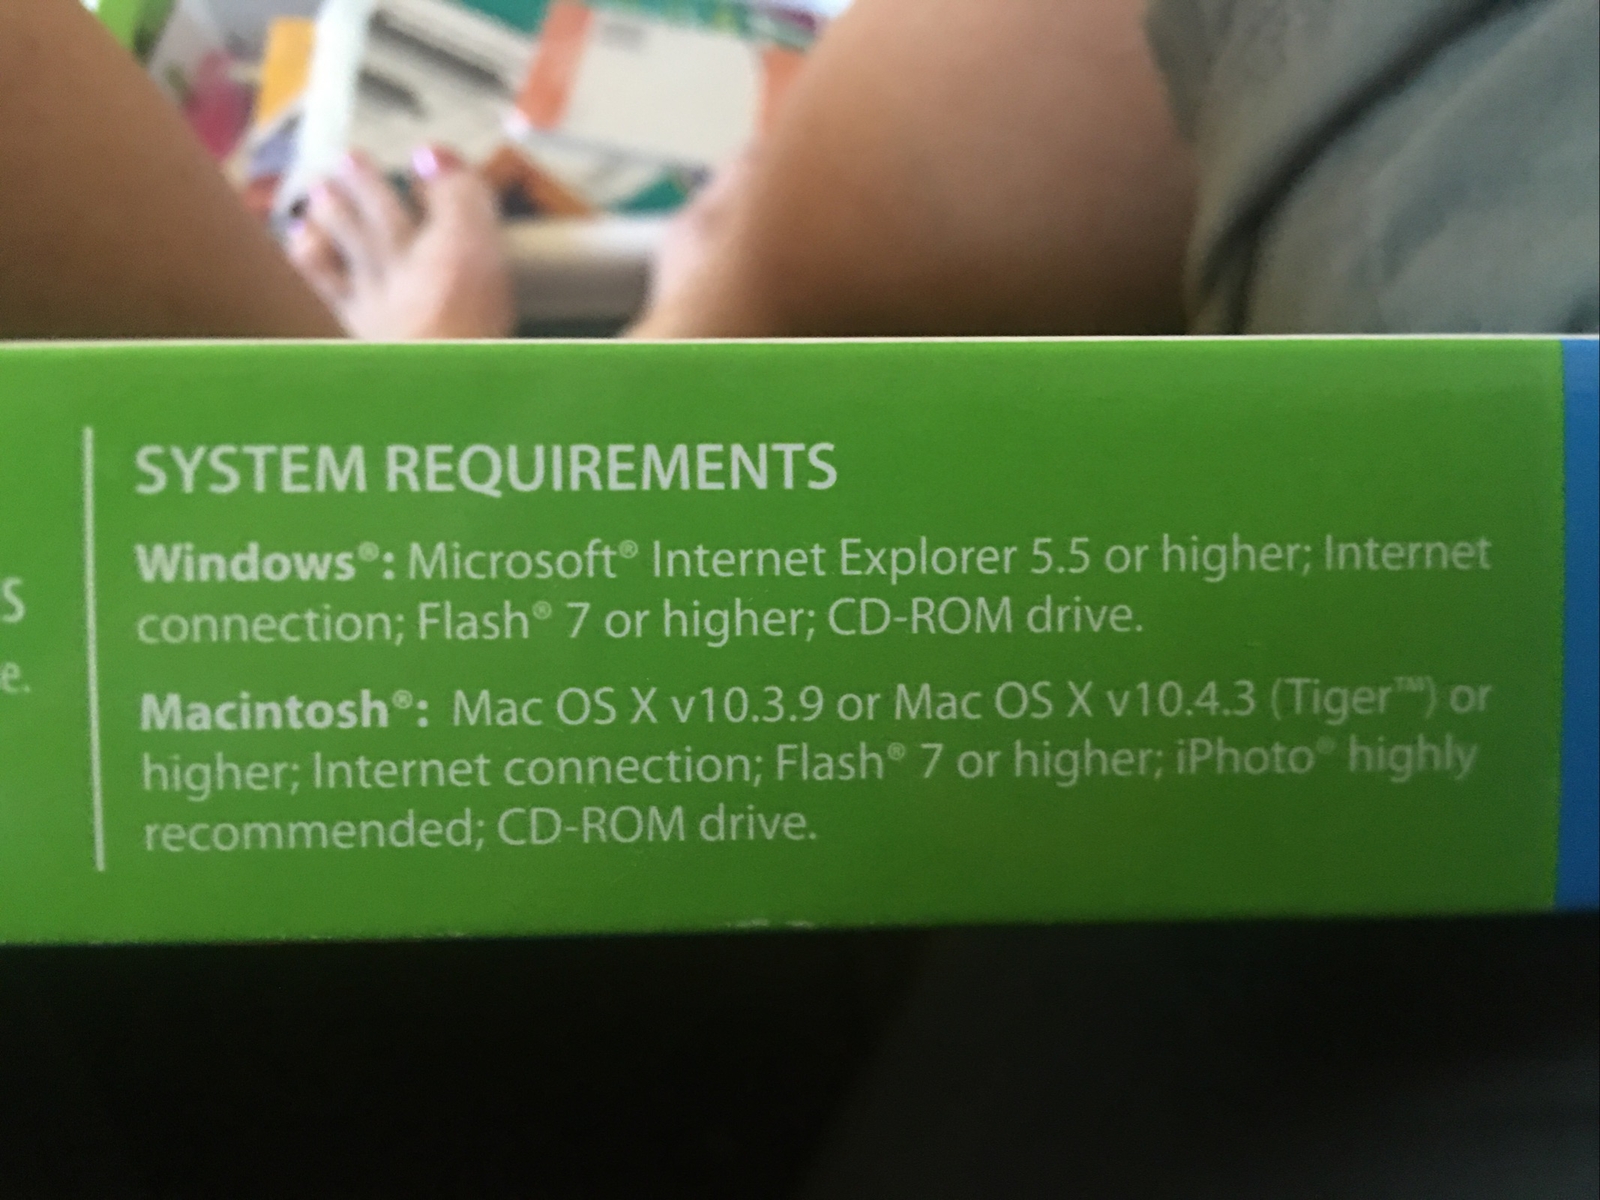 SYSTEM REQUIREMENTS
Windows®: Microsoft® Internet Explorer 5.5 or higher; Internet
connection; Flash® 7 or higher; CD-ROM drive.
Macintosh®: Mac OS X v10.3.9 or Mac OS X v10.4.3 (Tiger™) or
higher; Internet connection; Flash® 7 or higher; iPhoto® highly
recommended; CD-ROM drive.